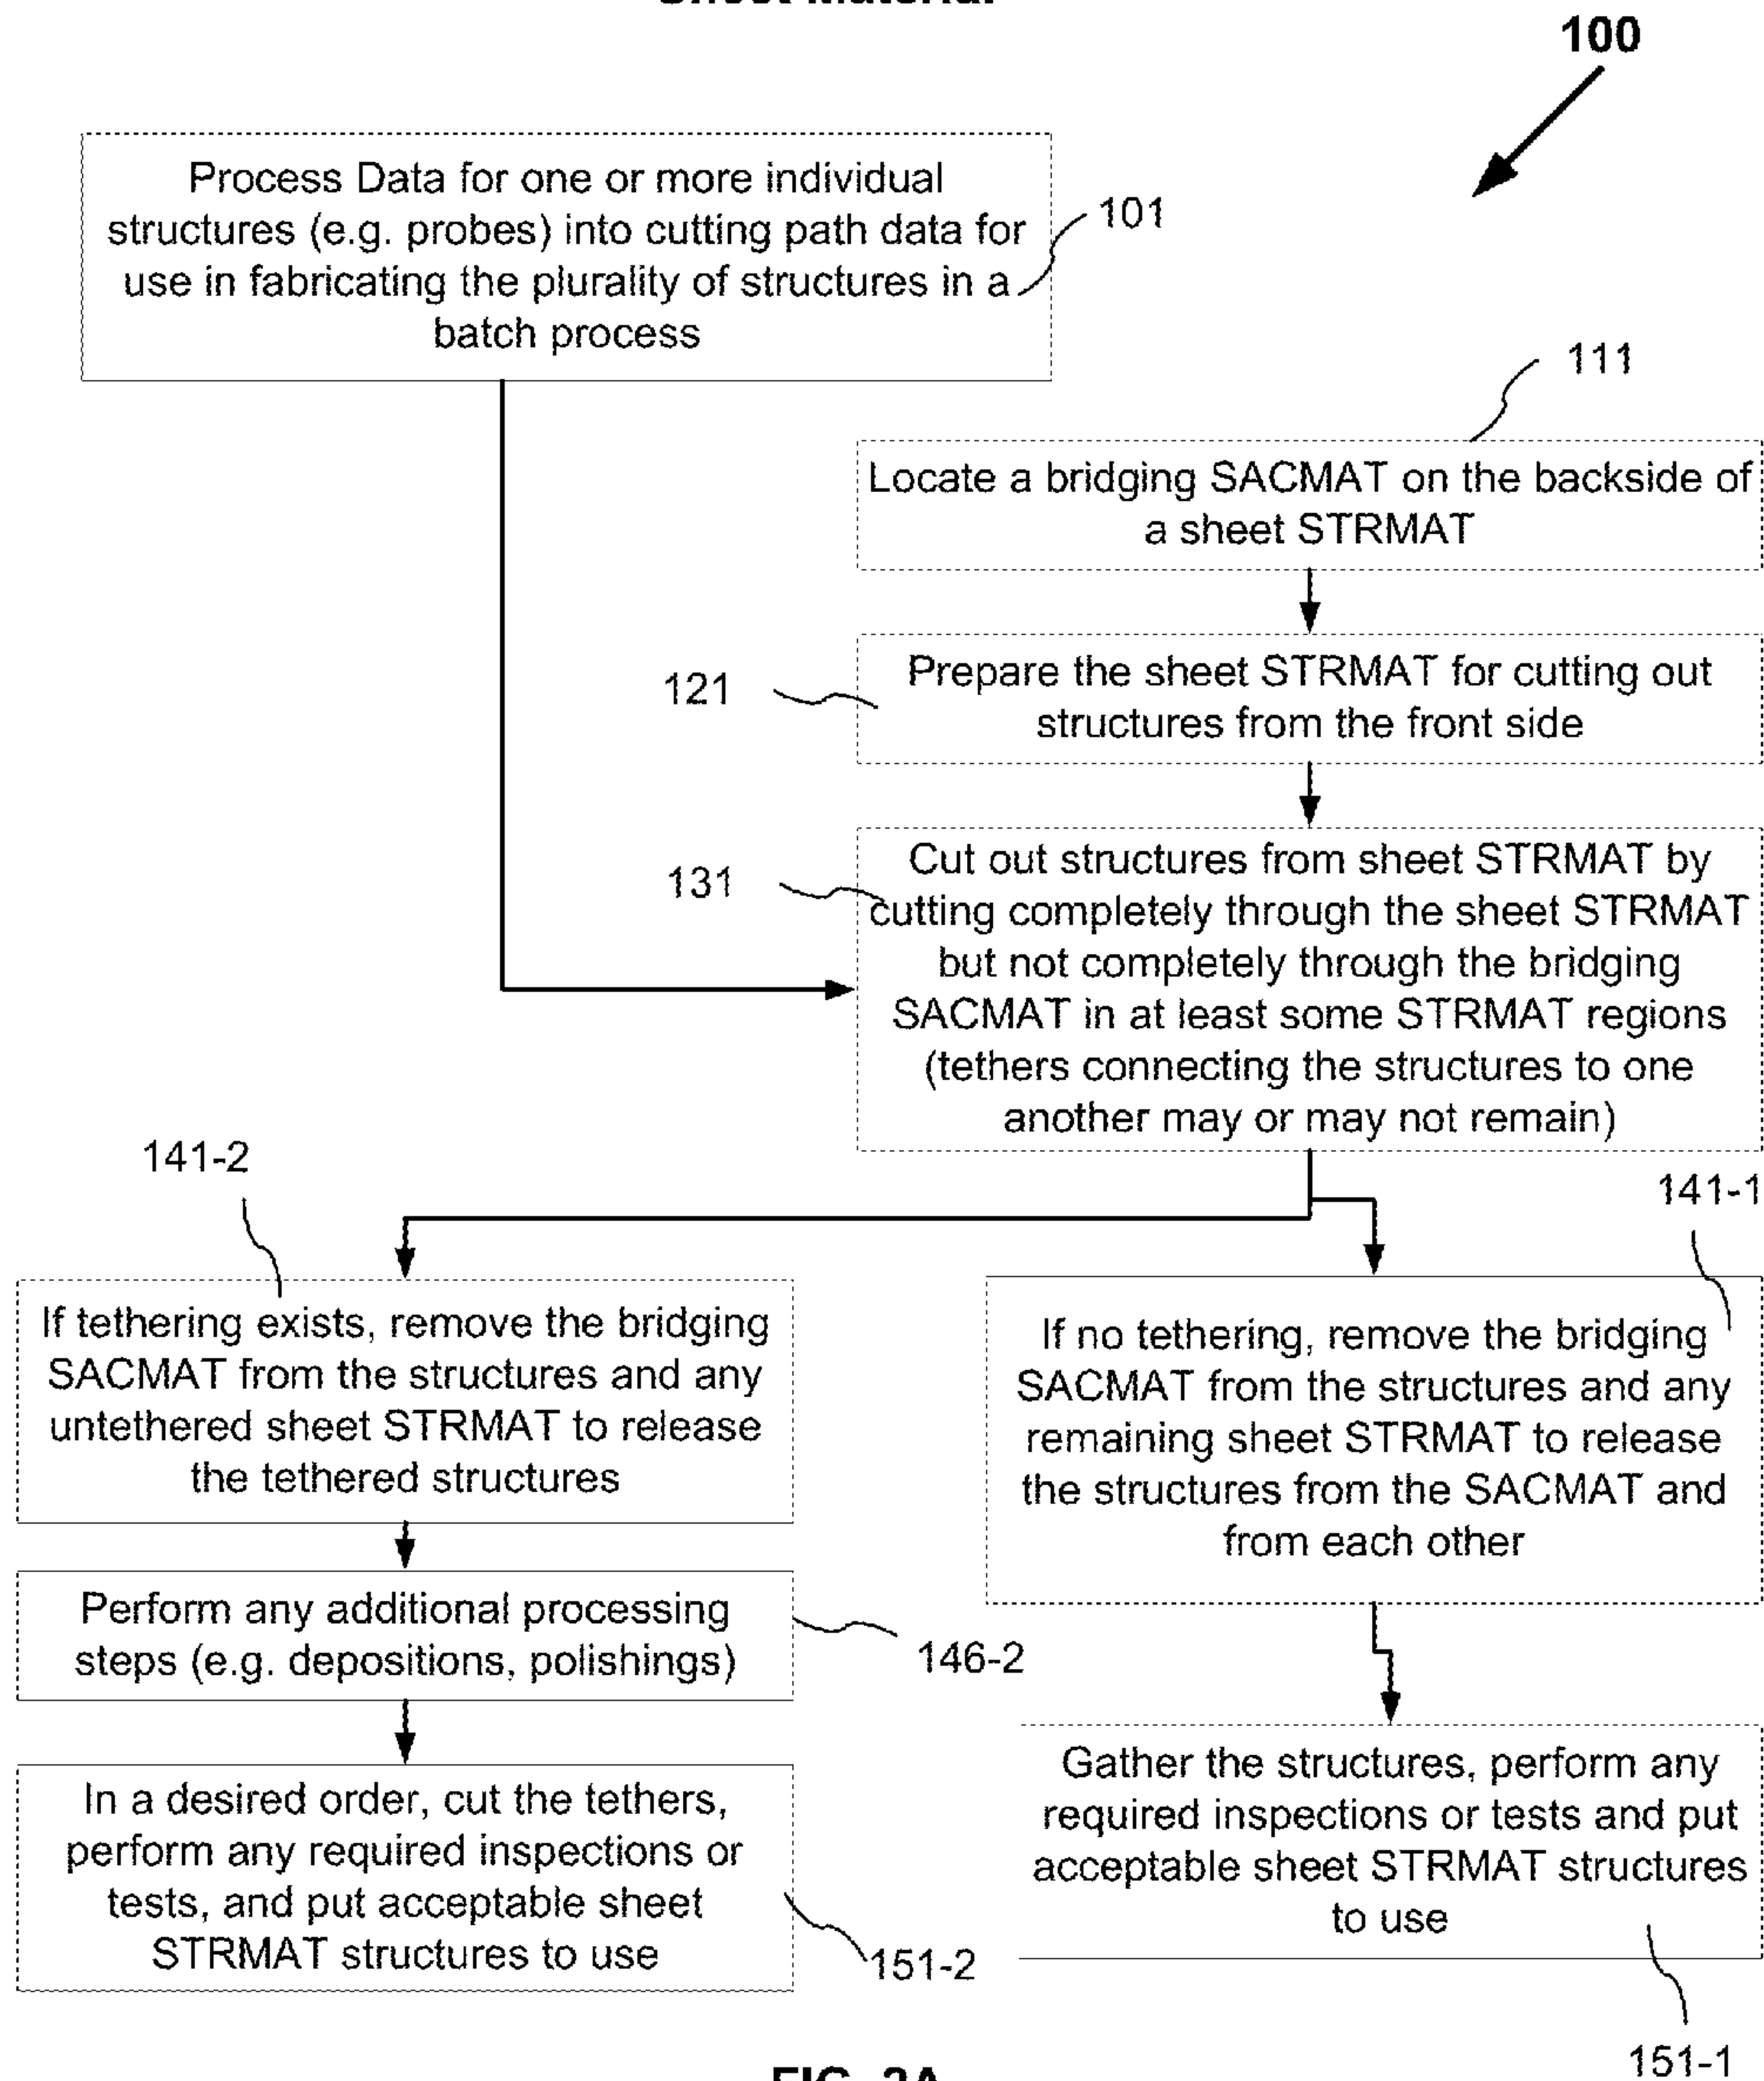 Sheet Material
100
Process Data for one or more individual
structures (e.g. probes) into cutting path data for
use in fabricating the plurality of structures in a
batch process
101
111
Locate a bridging SACMAT on the backside of
a sheet STRMAT
121
Prepare the sheet STRMAT for cutting out
structures from the front side
131
Cut out structures from sheet STRMAT by
cutting completely through the sheet STRMAT
but not completely through the bridging
SACMAT in at least some STRMAT regions
(tethers connecting the structures to one
another may or may not remain)
141-2
141-1
If tethering exists, remove the bridging
SACMAT from the structures and any
untethered sheet STRMAT to release
the tethered structures
If no tethering, remove the bridging
SACMAT from the structures and any
remaining sheet STRMAT to release
the structures from the SACMAT and
from each other
Perform any additional processing
steps (e.g. depositions, polishings)
146-2
In a desired order, cut the tethers,
perform any required inspections or
tests, and put acceptable sheet
STRMAT structures to use
151-2
Gather the structures, perform any
required inspections or tests and put
acceptable sheet STRMAT structures
to use
151-1